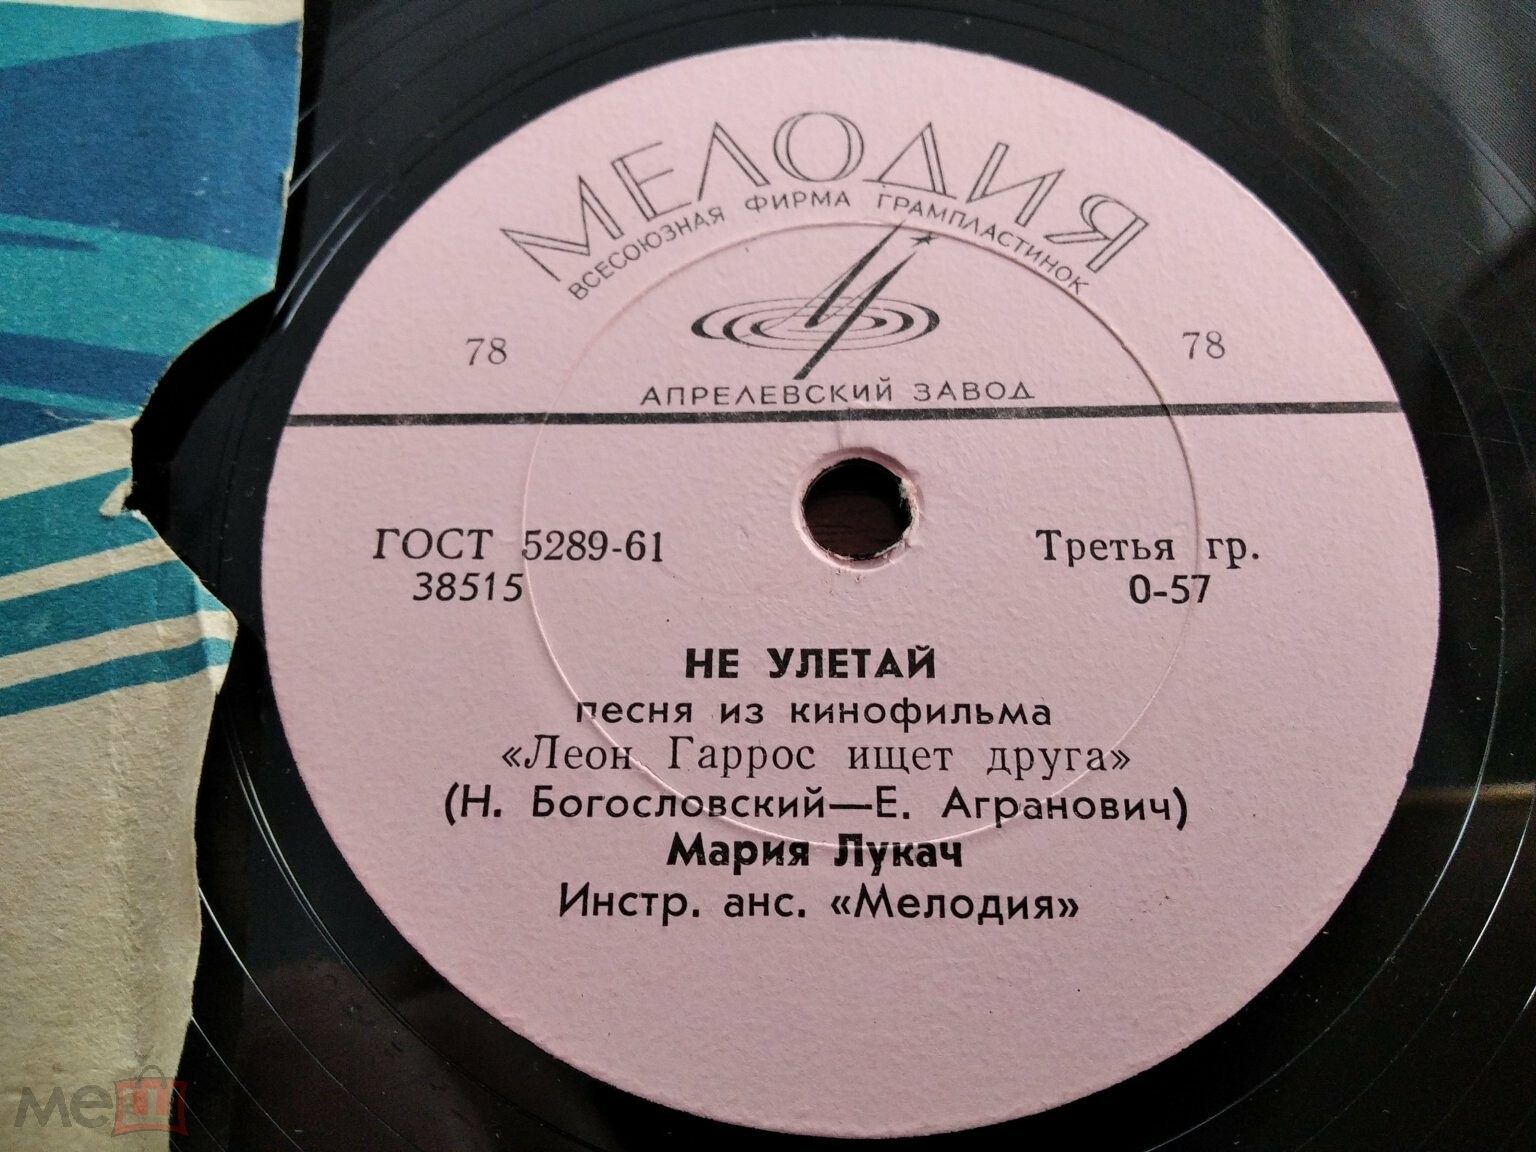 МЕЛОДИЯ
ВСЕСОЮЗНАЯ ФИРМА ГРАМПЛАСТИНОК
78 78
АПРЕЛЕВСКИЙ ЗАВОД
ГОСТ 5289-61 Третья гр.
38515 0-57
НЕ УЛЕТАЙ
песня из кинофильма
«Леон Гаррос ищет друга»
(Н. Богословский—Е. Агранович)
Мария Лукач
Инстр. анс. «Мелодия»